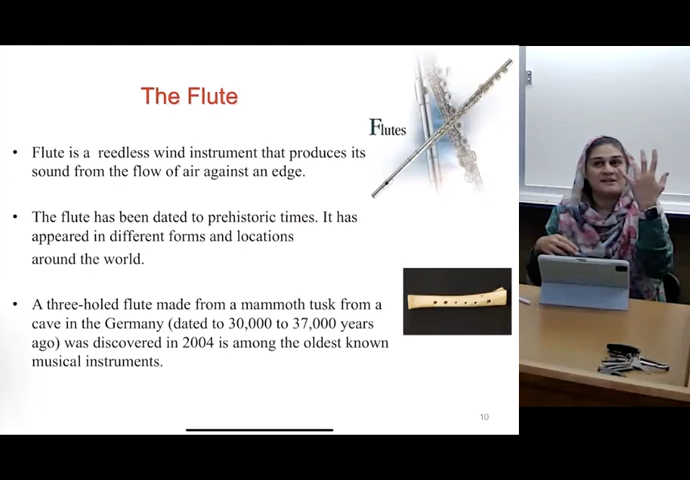 The Flute
Flutes
• Flute is a reedless wind instrument that produces its
sound from the flow of air against an edge.
• The flute has been dated to prehistoric times. It has
appeared in different forms and locations
around the world.
• A three-holed flute made from a mammoth tusk from a
cave in the Germany (dated to 30,000 to 37,000 years
ago) was discovered in 2004 is among the oldest known
musical instruments.
10